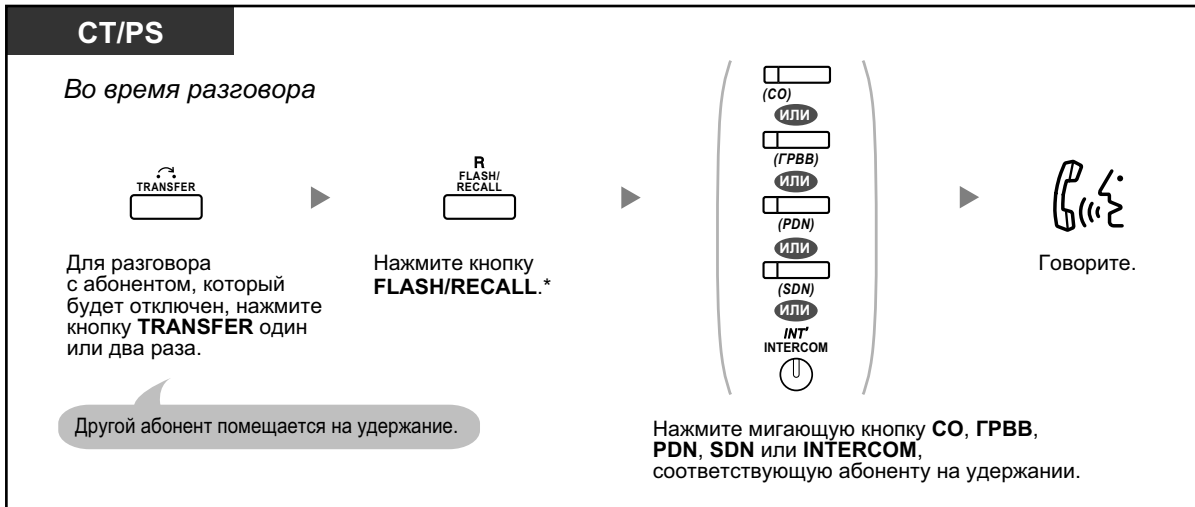 CT/PS
Во время разговора
TRANSFER
Для разговора
с абонентом, который
будет отключен, нажмите
кнопку TRANSFER один
или два раза.
Другой абонент помещается на удержание.
R
FLASH/
RECALL
Нажмите кнопку
FLASH/RECALL.*
(CO)
ИЛИ
(ГРВВ)
ИЛИ
(PDN)
ИЛИ
(SDN)
ИЛИ
INT'
INTERCOM
Нажмите мигающую кнопку CO, ГРВВ,
PDN, SDN или INTERCOM,
соответствующую абоненту на удержании.
Говорите.